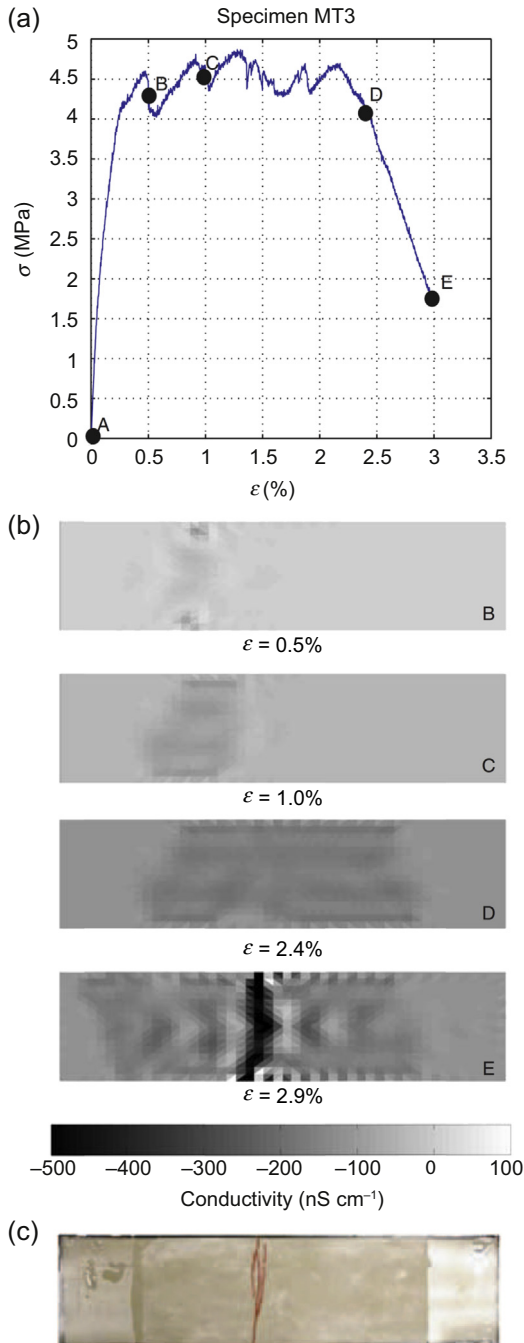 (a)
Specimen MT3
5
4.5
4
3.5
3
2.5
2
1.5
1
0.5
0
σ (MPa)
A
B
C
D
E
0 0.5 1 1.5 2 2.5 3 3.5
ε (%)
(b)
B
ε = 0.5%
C
ε = 1.0%
D
ε = 2.4%
E
ε = 2.9%
–500 –400 –300 –200 –100 0 100
Conductivity (nS cm⁻¹)
(c)